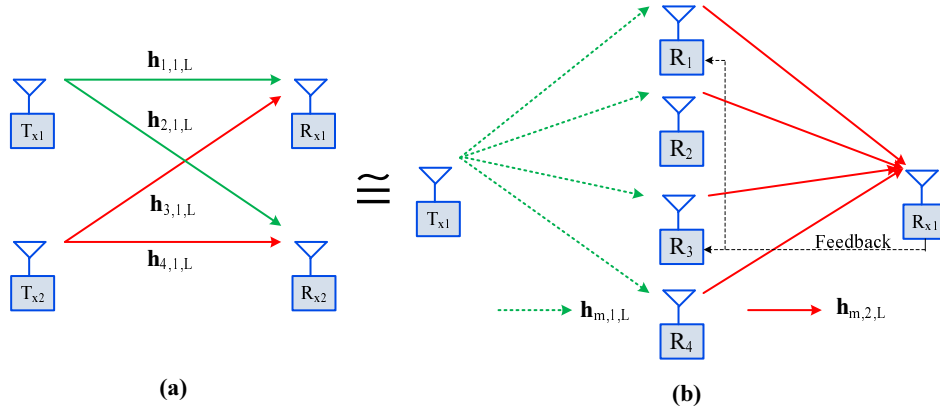 h1,1,L
Tx1
Rx1
h2,1,L
h3,1,L
Tx2
Rx2
h4,1,L
(a)
≅
Tx1
R1
R2
R3
R4
Rx1
Feedback
hm,1,L
hm,2,L
(b)